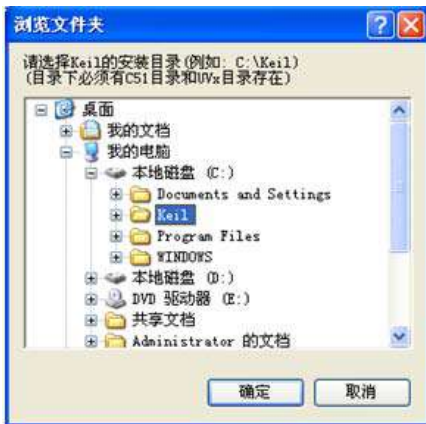 浏览文件夹
请选择Keil的安装目录(例如: C:\Keil)
(目录下必须有C51目录和UVx目录存在)
桌面
我的文档
我的电脑
本地磁盘 (C:)
Documents and Settings
Keil
Program Files
WINDOWS
本地磁盘 (D:)
DVD 驱动器 (E:)
共享文档
Administrator 的文档
确定 取消